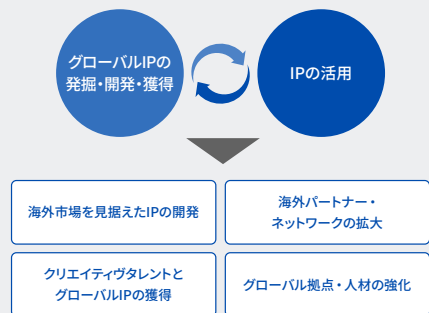 グローバルIPの
発掘・開発・獲得
IPの活用
海外市場を見据えたIPの開発
海外パートナー・
ネットワークの拡大
クリエイティヴタレントと
グローバルIPの獲得
グローバル拠点・人材の強化